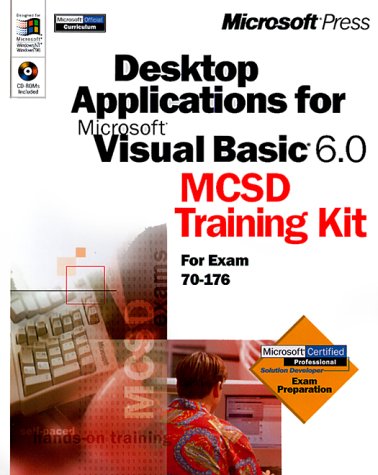 Designed for
Microsoft
Windows NT
Windows 98
CD-ROMs
Included
Microsoft Official
Curriculum
Microsoft Press
Desktop
Applications for
Microsoft
Visual Basic 6.0
MCSD
Training Kit
For Exam
70-176
MCSD
exams
hands-on training
Microsoft Certified
Professional
Solution Developer
Exam
Preparation